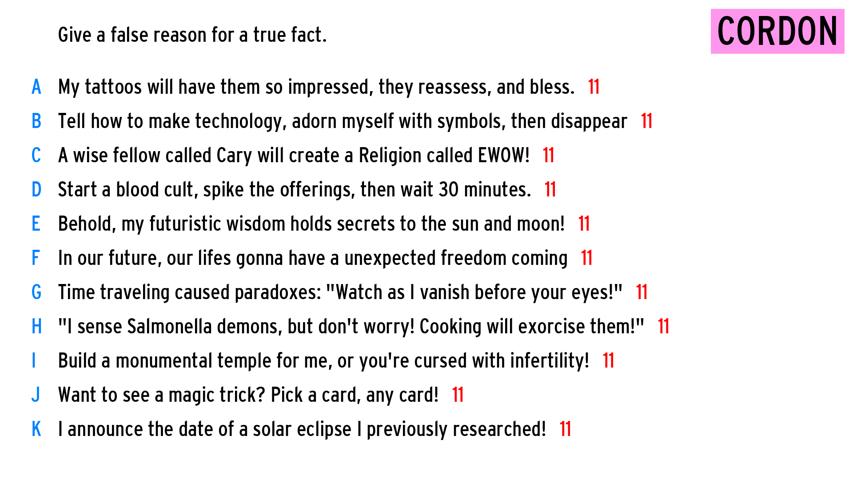 Give a false reason for a true fact.
CORDON
A My tattoos will have them so impressed, they reassess, and bless. 11
B Tell how to make technology, adorn myself with symbols, then disappear 11
C A wise fellow called Cary will create a Religion called EWOW! 11
D Start a blood cult, spike the offerings, then wait 30 minutes. 11
E Behold, my futuristic wisdom holds secrets to the sun and moon! 11
F In our future, our lifes gonna have a unexpected freedom coming 11
G Time traveling caused paradoxes: "Watch as I vanish before your eyes!" 11
H "I sense Salmonella demons, but don't worry! Cooking will exorcise them!" 11
I Build a monumental temple for me, or you're cursed with infertility! 11
J Want to see a magic trick? Pick a card, any card! 11
K I announce the date of a solar eclipse I previously researched! 11